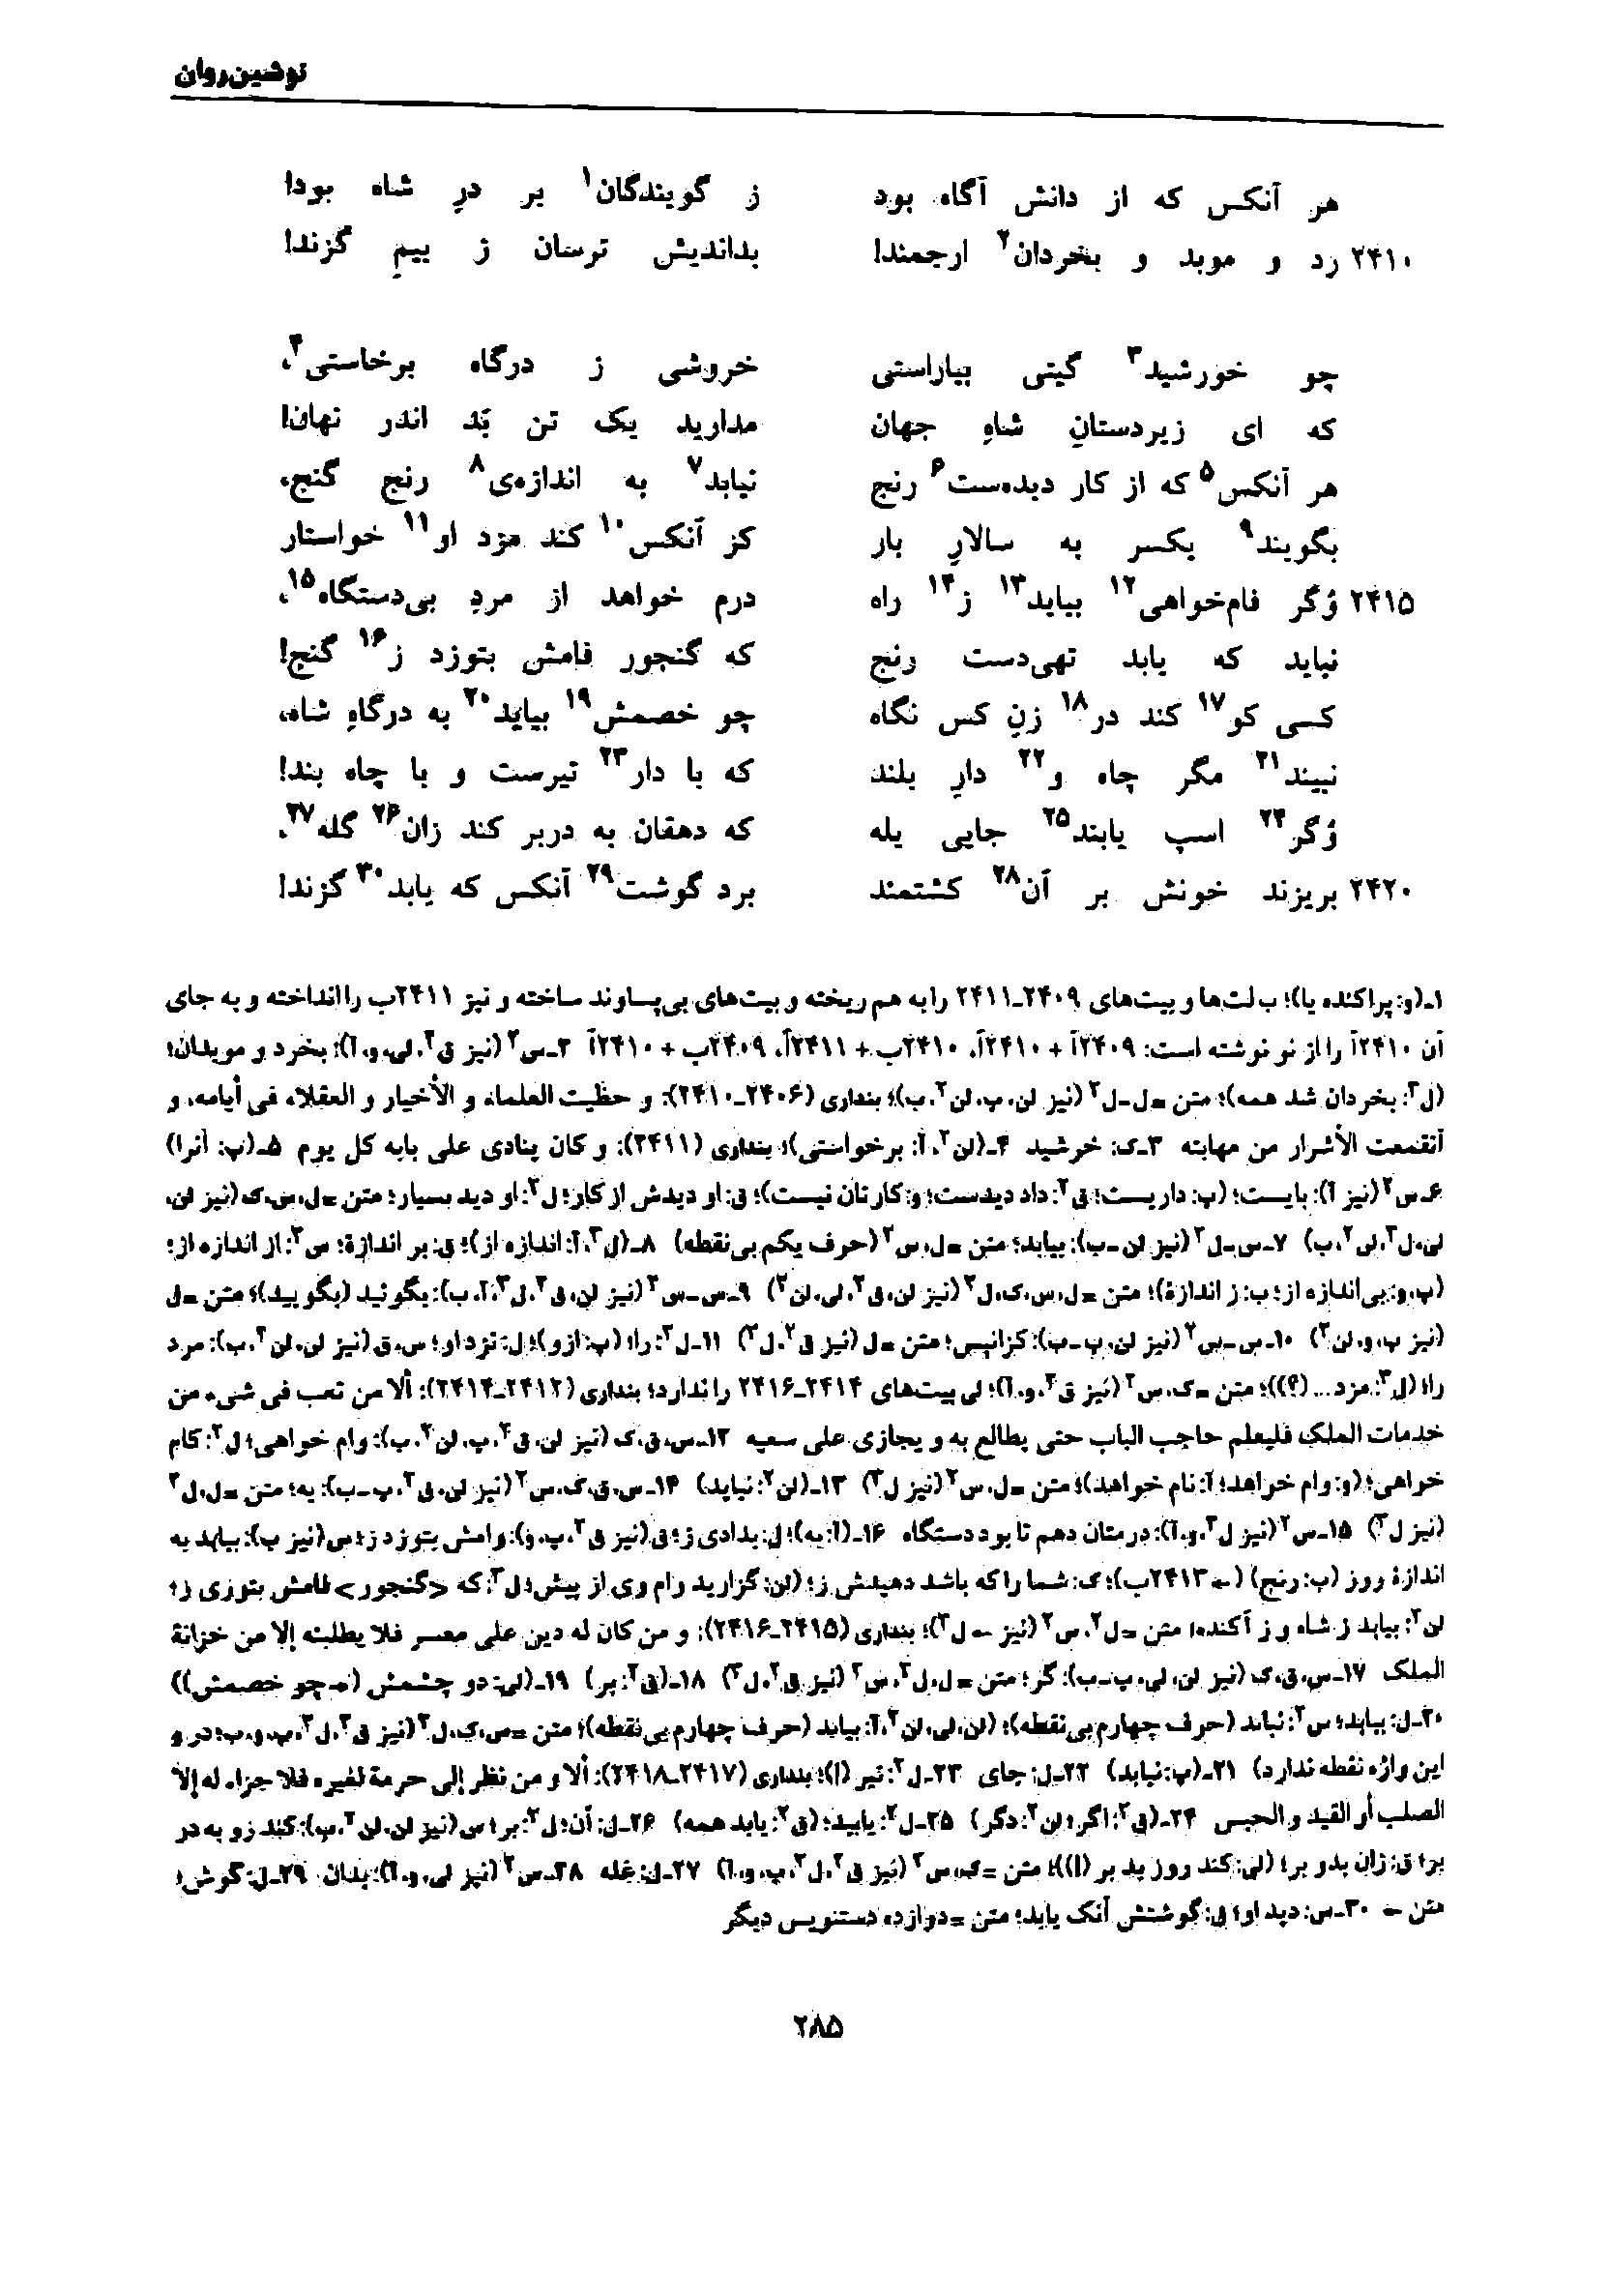 نوشین‌روان
هر آنکس که از دانش آگاه بود ز گویندگان¹ بر درِ شاه بود!
۲۴۱۰ رد و موبد و بخردان² ارجمند! بداندیش ترسان ز بیمِ گزند!
چو خورشید³ گیتی بیاراستی خروشی ز درگاه برخاستی⁴،
که ای زیردستانِ شاهِ جهان مدارید یک تن بَد اندر نهان!
هر آنکس⁵ که از کار دیده‌ست⁶ رنج نیابد⁷ به اندازه‌ی⁸ رنج گنج،
بگویند⁹ یکسر به سالارِ بار کز آنکس¹⁰ کند مزد او¹¹ خواستار
۲۴۱۵ وُگر فام‌خواهی¹² بیاید¹³ ز¹⁴ راه درم خواهد از مردِ بی‌دستگاه¹⁵،
نباید که یابد تهی‌دست رنج که گنجور فامش بتوزد ز¹⁶ گنج!
کسی کو¹⁷ کند در¹⁸ زنِ کس نگاه چو خصمش¹⁹ بیاید²⁰ به درگاهِ شاه،
نبیند²¹ مگر چاه و²² دارِ بلند که با دار²³ تیرست و با چاه بند!
وُگر²⁴ اسپ یابند²⁵ جایی یله که دهقان به دربر کند زان²⁶ گله²⁷،
۲۴۲۰ بریزند خونش بر آن²⁸ کشتمند برد گوشت²⁹ آنکس که یابد³⁰ گزند!
۱ـ(و: پراکنده یا)؛ ب لت‌ها و بیت‌های ۲۴۰۹ـ۲۴۱۱ را به هم ریخته و بیت‌های بی‌پساوند ساخته و نیز ۲۴۱۱ب را انداخته و به جای
آن ۲۴۱۰آ را از نو نوشته است: ۲۴۰۹آ + ۲۴۱۰آ، ۲۴۱۰ب + ۲۴۱۱آ، ۲۴۰۹ب + ۲۴۱۰آ ۲ـس² (نیز ق²، لی، و، آ): بخرد و موبدان؛
(ل³: بخردان شد همه)؛ متن =ل-ل² (نیز لن، پ، لن²، ب)؛ بنداری (۲۴۰۶ـ۲۴۱۰): و حظیت العلماء و الأخیار و العقلاء فی أیامه، و
آنقمعت الأشرار من مهابته ۳ـک: خرشید ۴ـ(لن²، آ: برخواستی)؛ بنداری (۲۴۱۱): و کان ینادی علی بابه کل یوم ۵ـ(پ: آنرا)
۶ـس² (نیز آ): بایست؛ (پ: داریست؛ ق²: داد دیدست؛ و: کارتان نیست)؛ ق: او دیدش از کار؛ ل²: او دید بسیار؛ متن =ل، س، ک (نیز لن،
لی، ل³، لن²، ب) ۷ـس-ل² (نیز لن-ب): بیابد؛ متن =ل، س² (حرف یکم بی‌نقطه) ۸ـ(ل³، آ: اندازه از)؛ ق: بر اندازهٔ؛ س²: از اندازه از؛
(پ، و: بی‌اندازه از؛ ب: ز اندازهٔ)؛ متن =ل، س، ک، ل² (نیز لن، ق²، لی، لن²) ۹ـس-س² (نیز لن، ق²، ل³، آ، ب): بگوئید (بگویید)؛ متن =ل
(نیز پ، و، لن²) ۱۰ـس-س² (نیز لن، پ-ب): کزانپس؛ متن =ل (نیز ق²، ل³) ۱۱ـل²: را؛ (پ: ازو)؛ ل: نزد او؛ س، ق (نیز لن، لن²، ب): مرد
را؛ (ل³: مزد... (؟))؛ متن =ک، س² (نیز ق²، و، آ)؛ لی بیت‌های ۲۴۱۴ـ۲۴۱۶ را ندارد؛ بنداری (۲۴۱۲ـ۲۴۱۴): ألا من تعب فی شیء من
خدمات الملک فلیعلم حاجب الباب حتی یطالع به و یجازی علی سعیه ۱۲ـس، ق، ک (نیز لن، ق²، پ، لن²، ب): وام خواهی؛ ل²: کام
خواهی؛ (و: وام خواهد؛ آ: نام خواهد)؛ متن =ل، س² (نیز ل³) ۱۳ـ(لن²: نیاید) ۱۴ـس، ق، ک، س² (نیز لن، ق²، پ-ب): به؛ متن =ل، ل²
(نیز ل³) ۱۵ـس² (نیز ل³، و، آ): درمتان دهم تا بود دستگاه ۱۶ـ(آ: به)؛ ل: بدادی ز؛ ق (نیز ق²، پ، و): وامش بتوزد ز؛ س (نیز ب): بیابد به
اندازهٔ روز (ب: رنج) (← ۲۴۱۳ب)؛ ک: شما را که باشد دهیدش ز؛ (لن: گزارید وام وی از پیش؛ ل³: که <گنجور> فامش بتوزی ز؛
لن²: بیابد ز شاه و ز آکنده) متن =ل²، س² (نیز ← ل³)؛ بنداری (۲۴۱۵ـ۲۴۱۶): و من کان له دین علی معسر فلا یطلبنه إلا من خزانة
الملک ۱۷ـس، ق، ک (نیز لن، لی، پ-ب): گر؛ متن =ل، ل²، س² (نیز ق²، ل³) ۱۸ـ(ق²: بر) ۱۹ـ(لی: دو چشمش (← چو خصمش))
۲۰ـل: بیابد؛ س²: نباند (حرف چهارم بی‌نقطه)؛ (لن، لی، لن²، آ: بیاید (حرف چهارم بی‌نقطه)؛ متن =س، ک، ل² (نیز ق²، ل³، پ، و، ب؛ در و
این واژه نقطه ندارد) ۲۱ـ(پ: نیابد) ۲۲ـل: جای ۲۳ـل²: تیر (!)؛ بنداری (۲۴۱۷ـ۲۴۱۸): ألا و من نظر إلی حرمة لغیره فلا جزاء له إلا
الصلب أو القید و الحبس ۲۴ـ(ق²: اگر؛ لن²: دگر) ۲۵ـل²: یابید؛ (ق²: یابد همه) ۲۶ـل: آن؛ ل²: بر؛ س (نیز لن، لن²، ب): کند زو به در
بر؛ ق: زان بدو بر؛ (لی: کند روز بد بر (!))؛ متن =ک، س² (نیز ق²، ل³، پ، و، آ) ۲۷ـل: غله ۲۸ـس² (نیز لی، و، آ): بدان ۲۹ـل: گوش؛
متن ← ۳۰ـس: دید او؛ ق: گوشتش آنک یابد؛ متن =دوازده دستنویس دیگر
۲۸۵